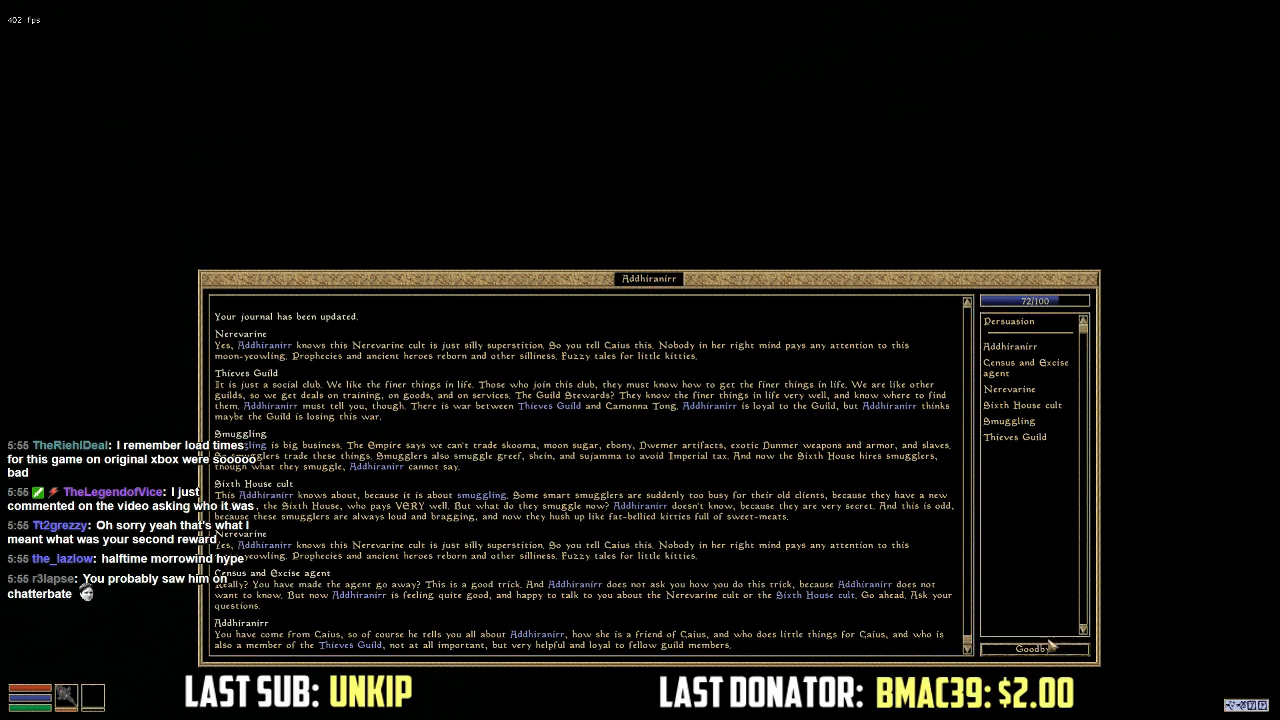 402 fps
Addhiranirr
Your journal has been updated.
Nerevarine
Yes, Addhiranirr knows this Nerevarine cult is just silly superstition. So you tell Caius this. Nobody in her right mind pays any attention to this
moon-yeowling. Prophecies and ancient heroes reborn and other silliness. Fuzzy tales for little kitties.
Thieves Guild
It is just a social club. We like the finer things in life. Those who join this club, they must know how to get the finer things in life. We are like other
guilds, so we get deals on training, on goods, and on services. The Guild Stewards? They know the finer things in life very well, and know where to find
them. Addhiranirr must tell you, though. There is war between Thieves Guild and Camonna Tong. Addhiranirr is loyal to the Guild, but Addhiranirr thinks
maybe the Guild is losing this war.
Smuggling
is big business. The Empire says we can't trade skooma, moon sugar, ebony, Dwemer artifacts, exotic Dunmer weapons and armor, and slaves.
smugglers trade these things. Smugglers also smuggle greef, shein, and sujamma to avoid Imperial tax. And now the Sixth House hires smugglers,
though what they smuggle, Addhiranirr cannot say.
Sixth House cult
This Addhiranirr knows about, because it is about smuggling. Some smart smugglers are suddenly too busy for their old clients, because they have a new
the Sixth House, who pays VERY well. But what do they smuggle now? Addhiranirr doesn't know, because they are very secret. And this is odd,
because these smugglers are always loud and bragging, and now they hush up like fat-bellied kitties full of sweet-meats.
Nerevarine
Yes, Addhiranirr knows this Nerevarine cult is just silly superstition. So you tell Caius this. Nobody in her right mind pays any attention to this
Prophecies and ancient heroes reborn and other silliness. Fuzzy tales for little kitties.
Census and Excise agent
Really? You have made the agent go away? This is a good trick. And Addhiranirr does not ask you how you do this trick, because Addhiranirr does not
want to know. But now Addhiranirr is feeling quite good, and happy to talk to you about the Nerevarine cult or the Sixth House cult. Go ahead. Ask your
questions.
Addhiranirr
You have come from Caius, so of course he tells you all about Addhiranirr, how she is a friend of Caius, and who does little things for Caius, and who is
also a member of the Thieves Guild, not at all important, but very helpful and loyal to fellow guild members.
72/100
Persuasion
Addhiranirr
Census and Excise
agent
Nerevarine
Sixth House cult
Smuggling
Thieves Guild
Goodby
5:55 TheRiehlDeal: I remember load times
for this game on original xbox were sooooo
bad
5:55 TheLegendofVice: I just
commented on the video asking who it was
5:55 Tt2grezzy: Oh sorry yeah that's what I
meant what was your second reward
5:55 the_lazlow: halftime morrowind hype
5:55 r3lapse: You probably saw him on
chatterbate
LAST SUB: UNKIP
LAST DONATOR: BMAC39: $2.00